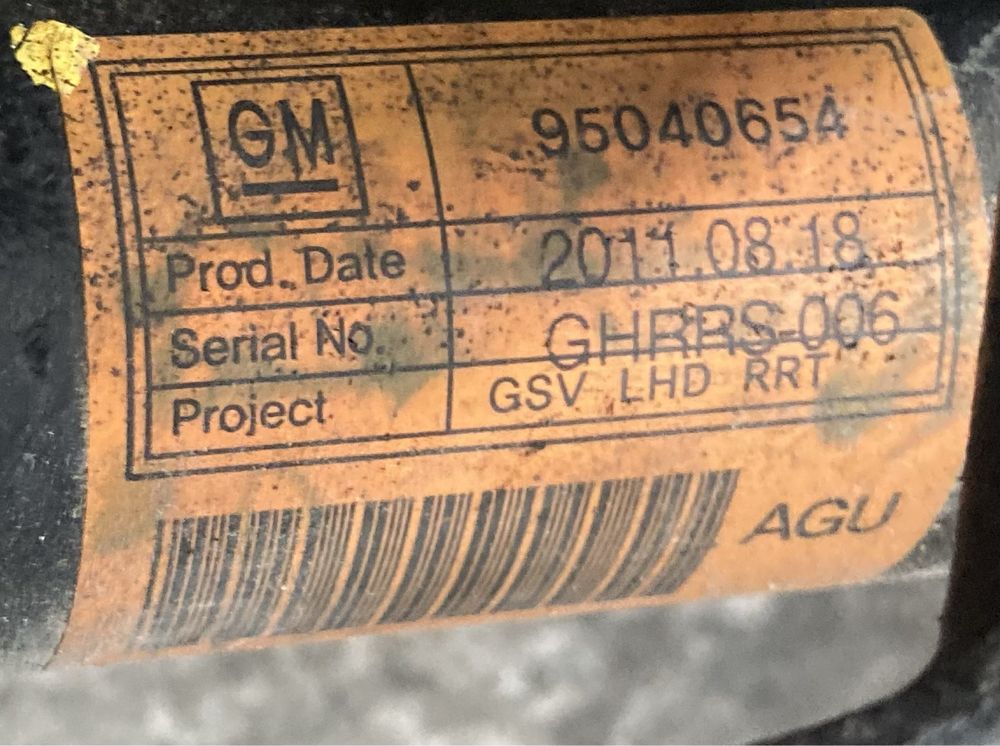 GM 95040654
Prod. Date 2011.08.18
Serial No. GHRRS-006
Project GSV LHD RRT
AGU